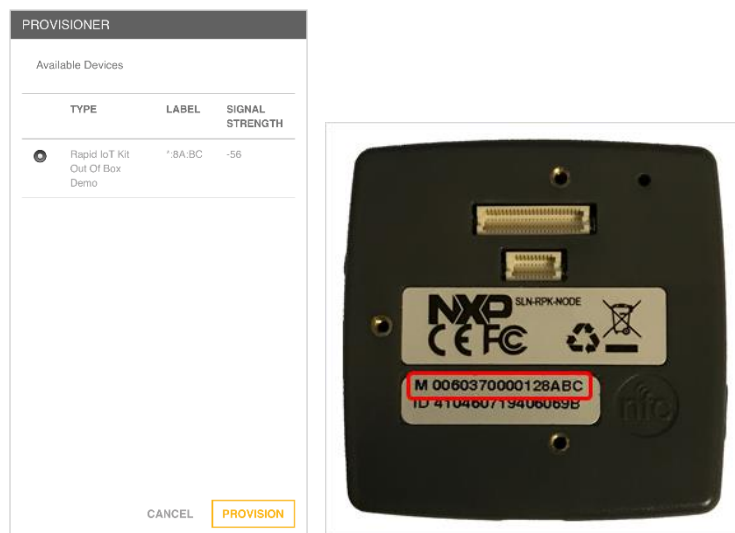 PROVISIONER
Available Devices
TYPE LABEL SIGNAL STRENGTH
Rapid IoT Kit Out Of Box Demo *:8A:BC -56
CANCEL PROVISION
NXP SLN-RPK-NODE
CE FC
M 0060370000128ABC
ID 410460719406069B
nfc